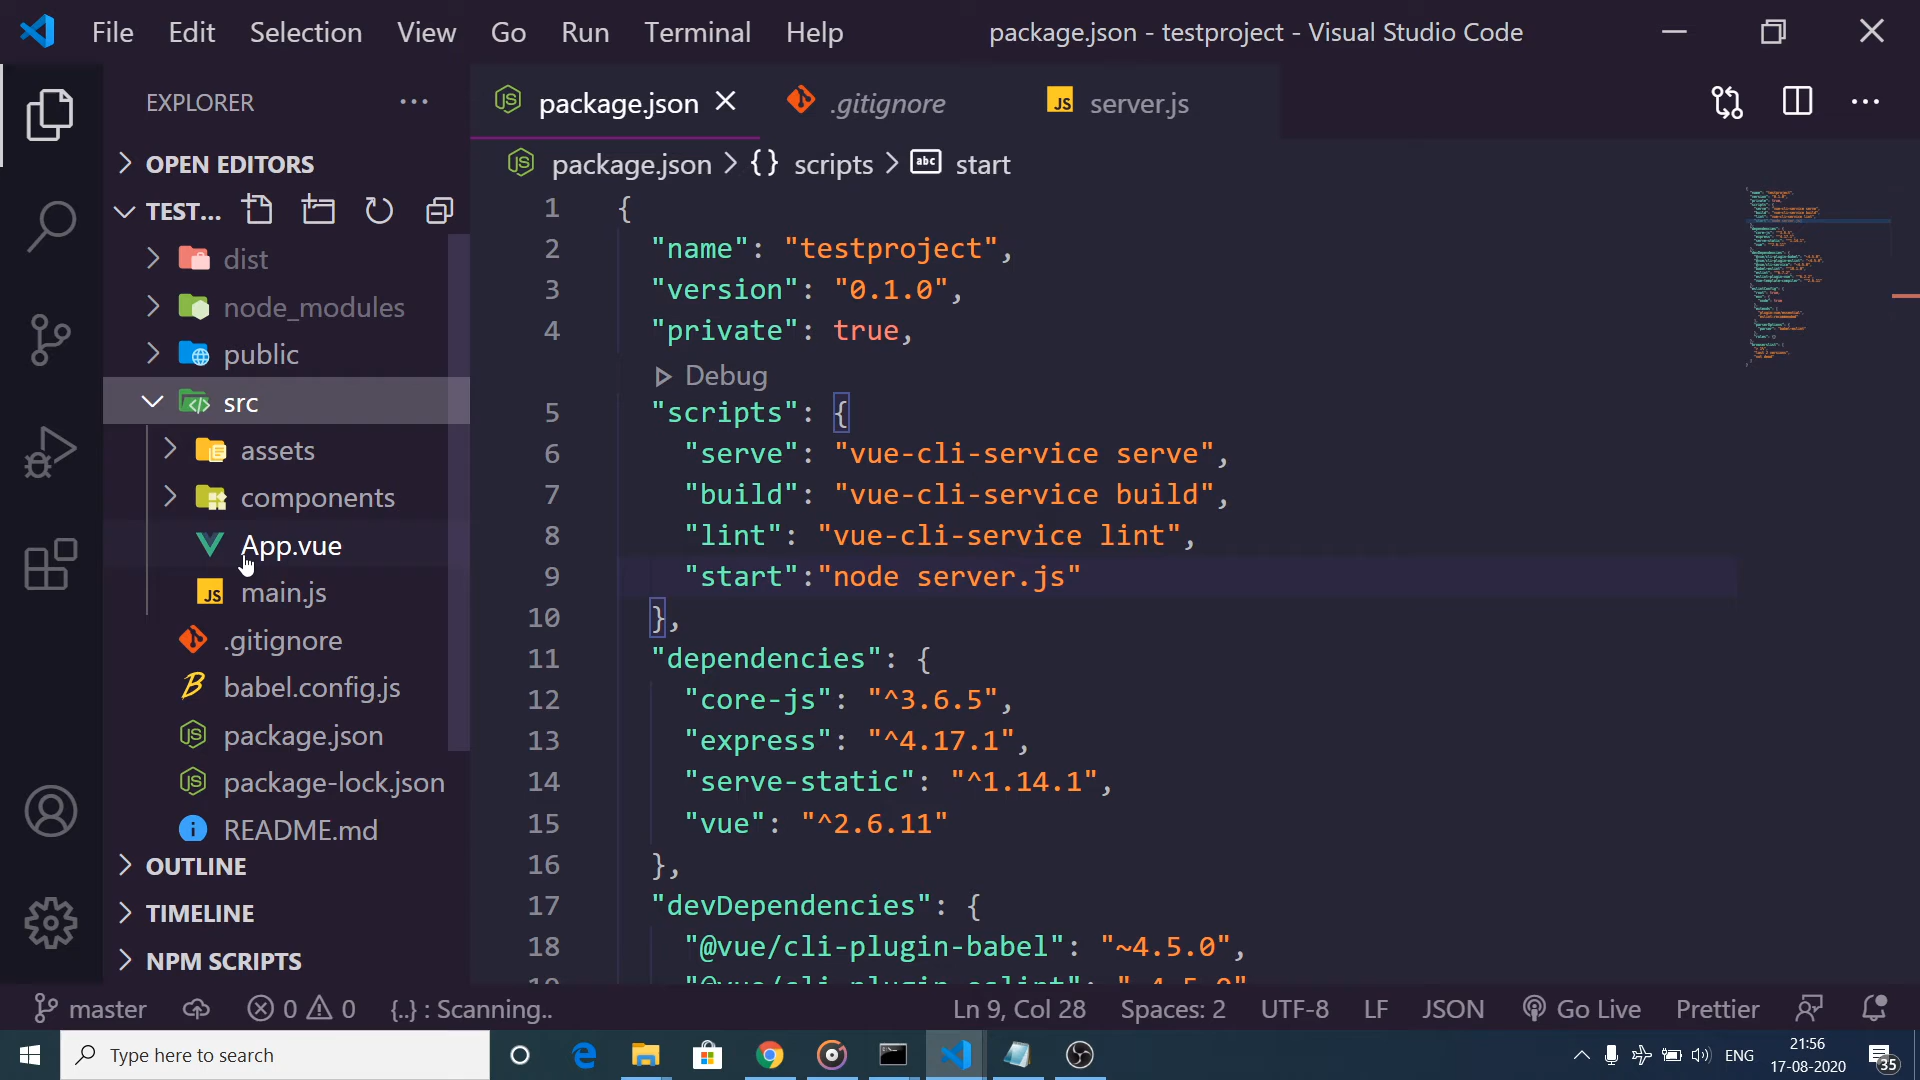 File Edit Selection View Go Run Terminal Help package.json - testproject - Visual Studio Code
EXPLORER
OPEN EDITORS
TEST...
dist
node_modules
public
src
assets
components
App.vue
main.js
.gitignore
babel.config.js
package.json
package-lock.json
README.md
OUTLINE
TIMELINE
NPM SCRIPTS
package.json .gitignore JS server.js
package.json > {} scripts > abc start
1 {
2 "name": "testproject",
3 "version": "0.1.0",
4 "private": true,
Debug
5 "scripts": {
6 "serve": "vue-cli-service serve",
7 "build": "vue-cli-service build",
8 "lint": "vue-cli-service lint",
9 "start":"node server.js"
10 },
11 "dependencies": {
12 "core-js": "^3.6.5",
13 "express": "^4.17.1",
14 "serve-static": "^1.14.1",
15 "vue": "^2.6.11"
16 },
17 "devDependencies": {
18 "@vue/cli-plugin-babel": "~4.5.0",
master 0 0 {..} : Scanning.. Ln 9, Col 28 Spaces: 2 UTF-8 LF JSON Go Live Prettier
Type here to search
ENG
21:56
17-08-2020
35